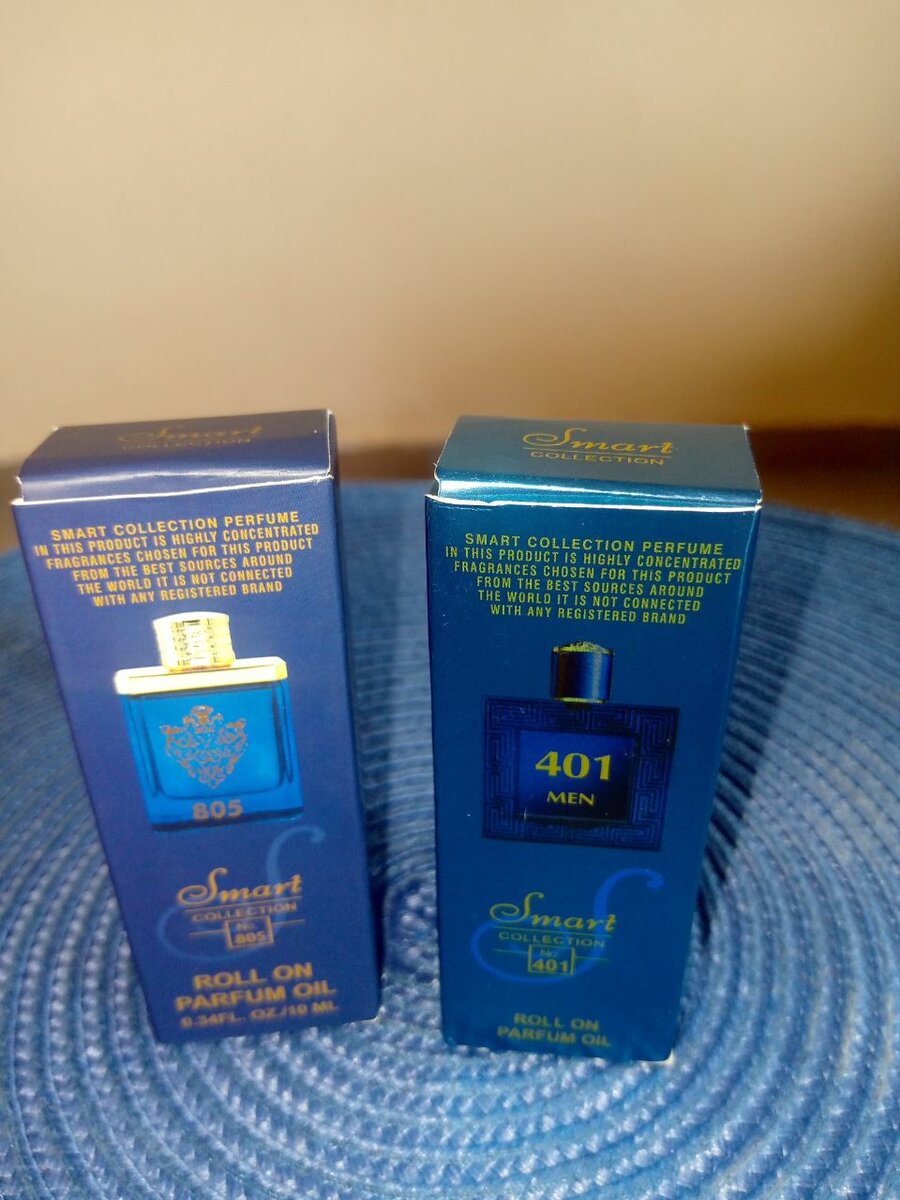 Smart
COLLECTION
SMART COLLECTION PERFUME
IN THIS PRODUCT IS HIGHLY CONCENTRATED
FRAGRANCES CHOSEN FOR THIS PRODUCT
FROM THE BEST SOURCES AROUND
THE WORLD IT IS NOT CONNECTED
WITH ANY REGISTERED BRAND
805
Smart
COLLECTION
NO.
805
ROLL ON
PARFUM OIL
0.34FL. OZ./10 ML
Smart
COLLECTION
SMART COLLECTION PERFUME
IN THIS PRODUCT IS HIGHLY CONCENTRATED
FRAGRANCES CHOSEN FOR THIS PRODUCT
FROM THE BEST SOURCES AROUND
THE WORLD IT IS NOT CONNECTED
WITH ANY REGISTERED BRAND
401
MEN
Smart
COLLECTION
NO.
401
ROLL ON
PARFUM OIL